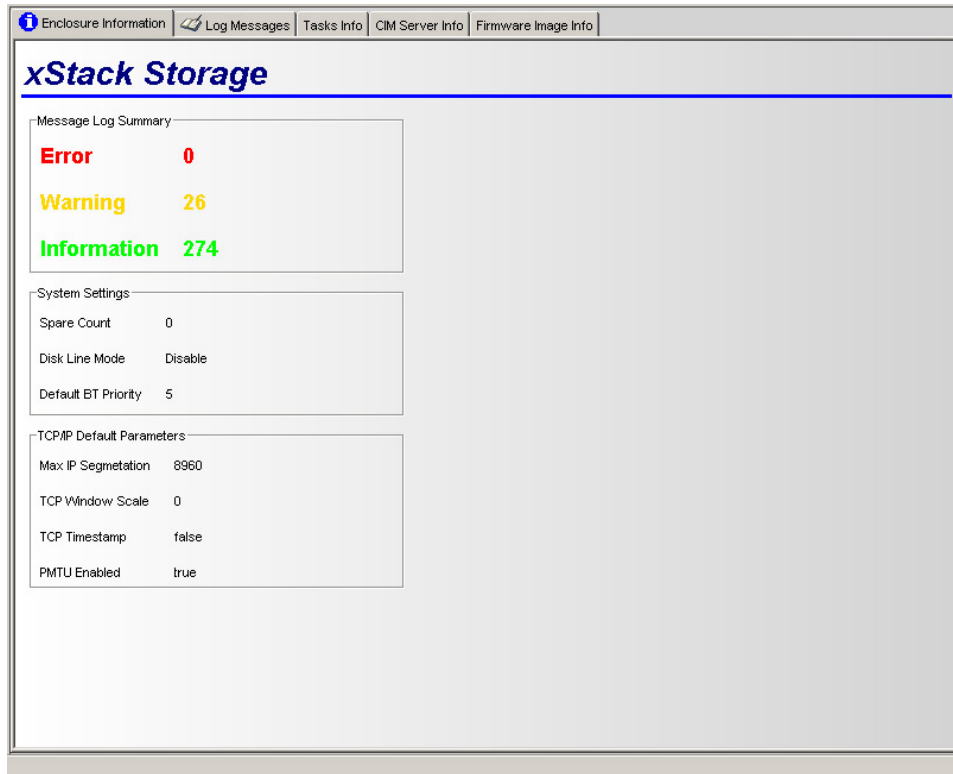 Enclosure Information Log Messages Tasks Info CIM Server Info Firmware Image Info
xStack Storage
Message Log Summary
Error 0
Warning 26
Information 274
System Settings
Spare Count 0
Disk Line Mode Disable
Default BT Priority 5
TCP/IP Default Parameters
Max IP Segmetation 8960
TCP Window Scale 0
TCP Timestamp false
PMTU Enabled true